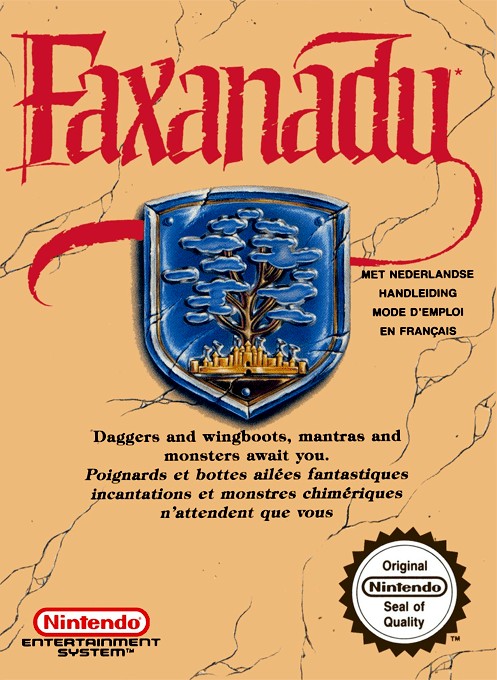 Faxanadu*
MET NEDERLANDSE
HANDLEIDING
MODE D'EMPLOI
EN FRANÇAIS
Daggers and wingboots, mantras and
monsters await you.
Poignards et bottes ailées fantastiques
incantations et monstres chimériques
n'attendent que vous
Original
Nintendo
Seal of
Quality
TM
Nintendo
ENTERTAINMENT
SYSTEM™